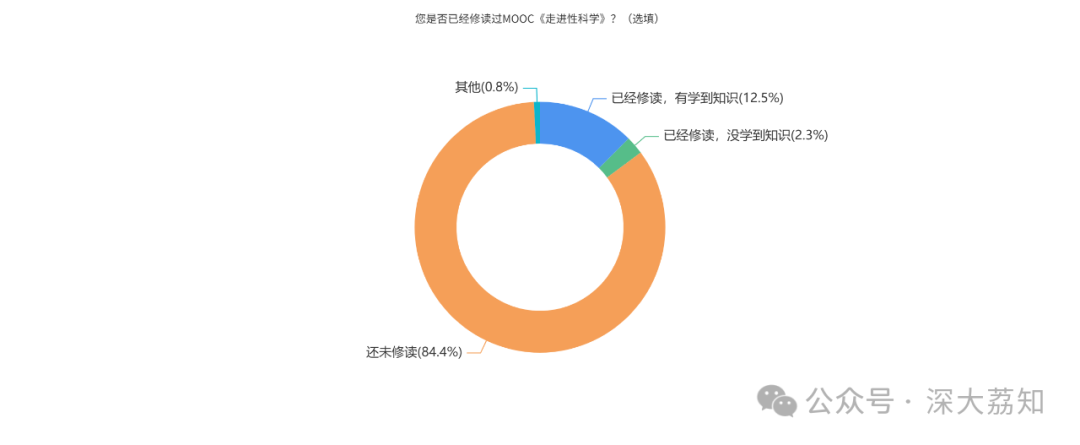 您是否已经修读过MOOC《走进性科学》？（选填）
其他(0.8%)
已经修读，有学到知识(12.5%)
已经修读，没学到知识(2.3%)
还未修读(84.4%)
公众号 · 深大荔知